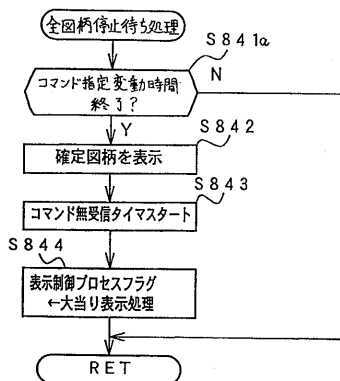 全図柄停止待ち処理
S841a
コマンド指定変動時間
終了?
N
Y
S842
確定図柄を表示
S843
コマンド無受信タイマスタート
S844
表示制御プロセスフラグ
←大当り表示処理
RET